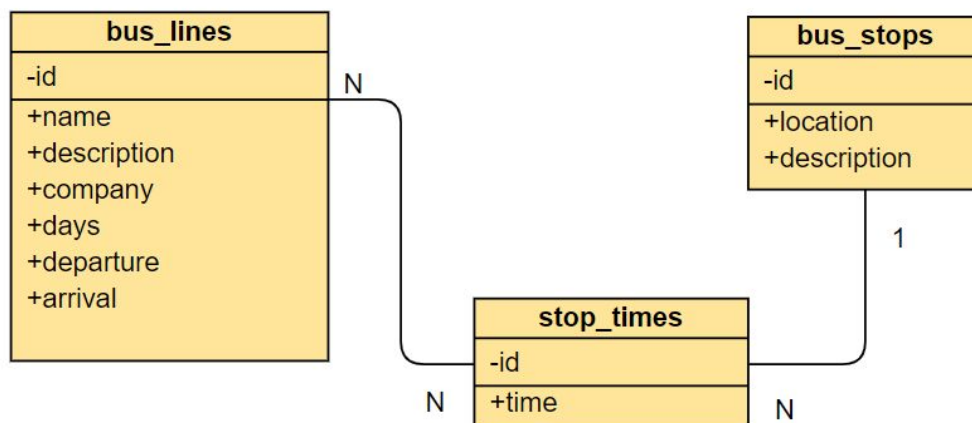 bus_lines
-id
+name
+description
+company
+days
+departure
+arrival
N
bus_stops
-id
+location
+description
1
stop_times
-id
+time
N
N